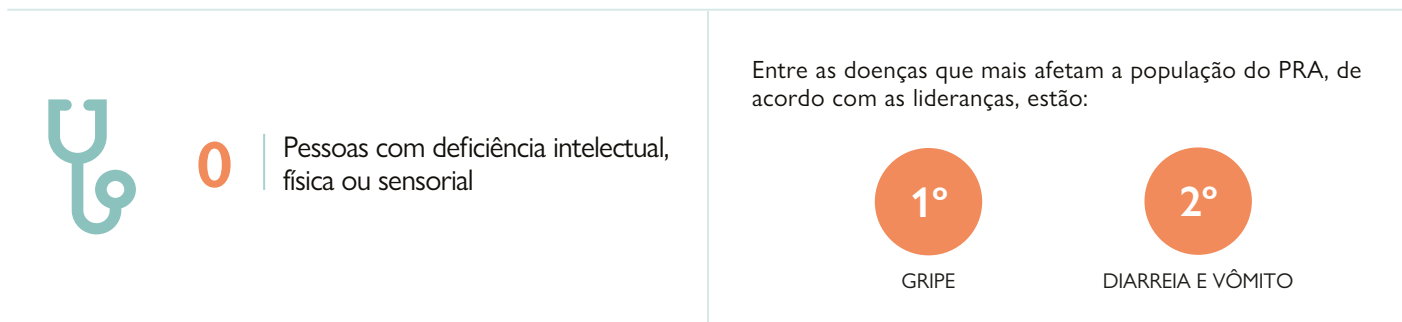 0
Pessoas com deficiência intelectual,
física ou sensorial
Entre as doenças que mais afetam a população do PRA, de
acordo com as lideranças, estão:
1º
GRIPE
2º
DIARREIA E VÔMITO